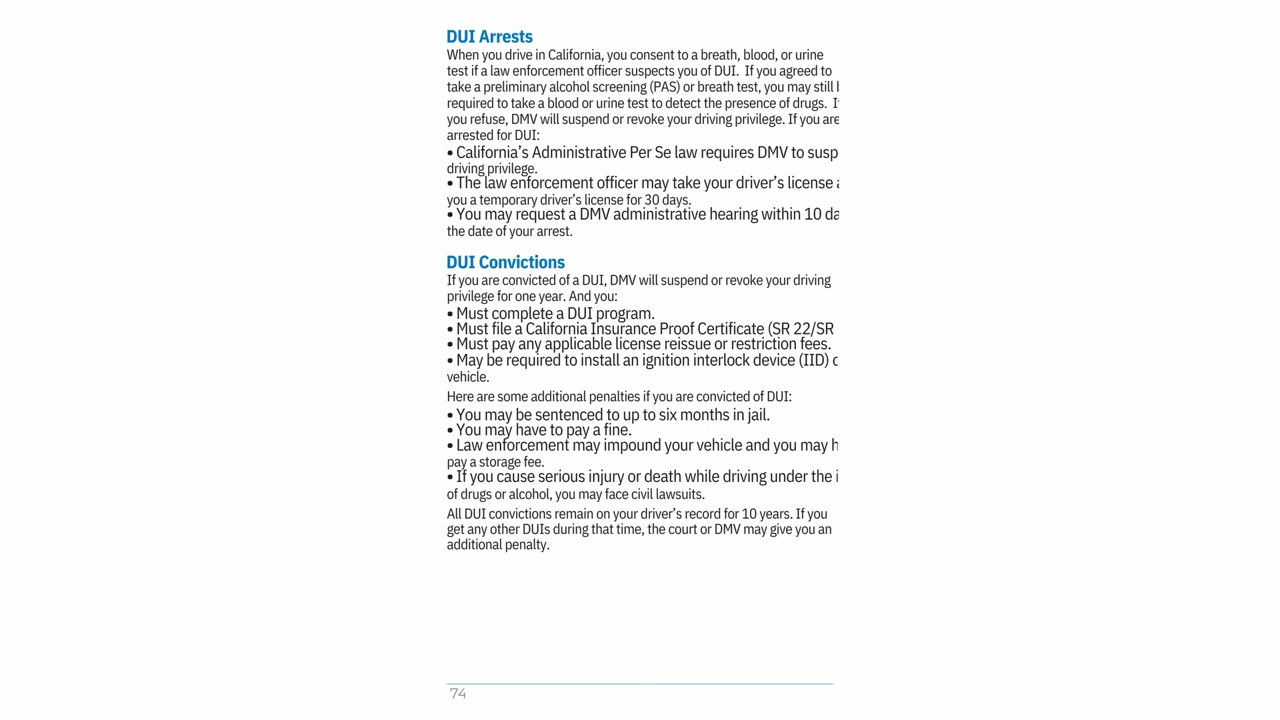 DUI Arrests
When you drive in California, you consent to a breath, blood, or urine
test if a law enforcement officer suspects you of DUI. If you agreed to
take a preliminary alcohol screening (PAS) or breath test, you may still
required to take a blood or urine test to detect the presence of drugs.
you refuse, DMV will suspend or revoke your driving privilege. If you are
arrested for DUI:
• California's Administrative Per Se law requires DMV to susp
driving privilege.
• The law enforcement officer may take your driver's license
you a temporary driver's license for 30 days.
• You may request a DMV administrative hearing within 10 da
the date of your arrest.
DUI Convictions
If you are convicted of a DUI, DMV will suspend or revoke your driving
privilege for one year. And you:
• Must complete a DUI program.
• Must file a California Insurance Proof Certificate (SR 22/SR
• Must pay any applicable license reissue or restriction fees.
• May be required to install an ignition interlock device (IID)
vehicle.
Here are some additional penalties if you are convicted of DUI:
• You may be sentenced to up to six months in jail.
• You may have to pay a fine.
• Law enforcement may impound your vehicle and you may h
pay a storage fee.
• If you cause serious injury or death while driving under the
of drugs or alcohol, you may face civil lawsuits.
All DUI convictions remain on your driver's record for 10 years. If you
get any other DUIs during that time, the court or DMV may give you an
additional penalty.
74